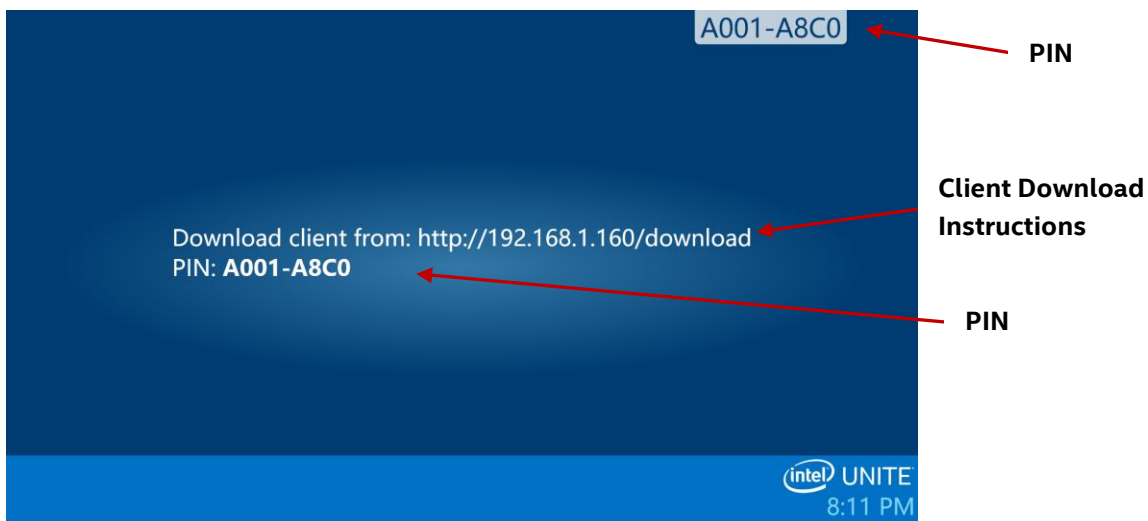 A001-A8C0
PIN
Client Download
Instructions
Download client from: http://192.168.1.160/download
PIN: A001-A8C0
PIN
intel UNITE
8:11 PM